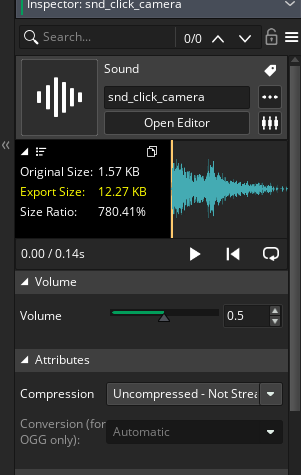 Inspector: snd_click_camera
Search...
0/0
Sound
snd_click_camera
Open Editor
Original Size: 1.57 KB
Export Size: 12.27 KB
Size Ratio: 780.41%
0.00 / 0.14s
Volume
Volume
0.5
Attributes
Compression
Uncompressed - Not Strea
Conversion (for
OGG only):
Automatic